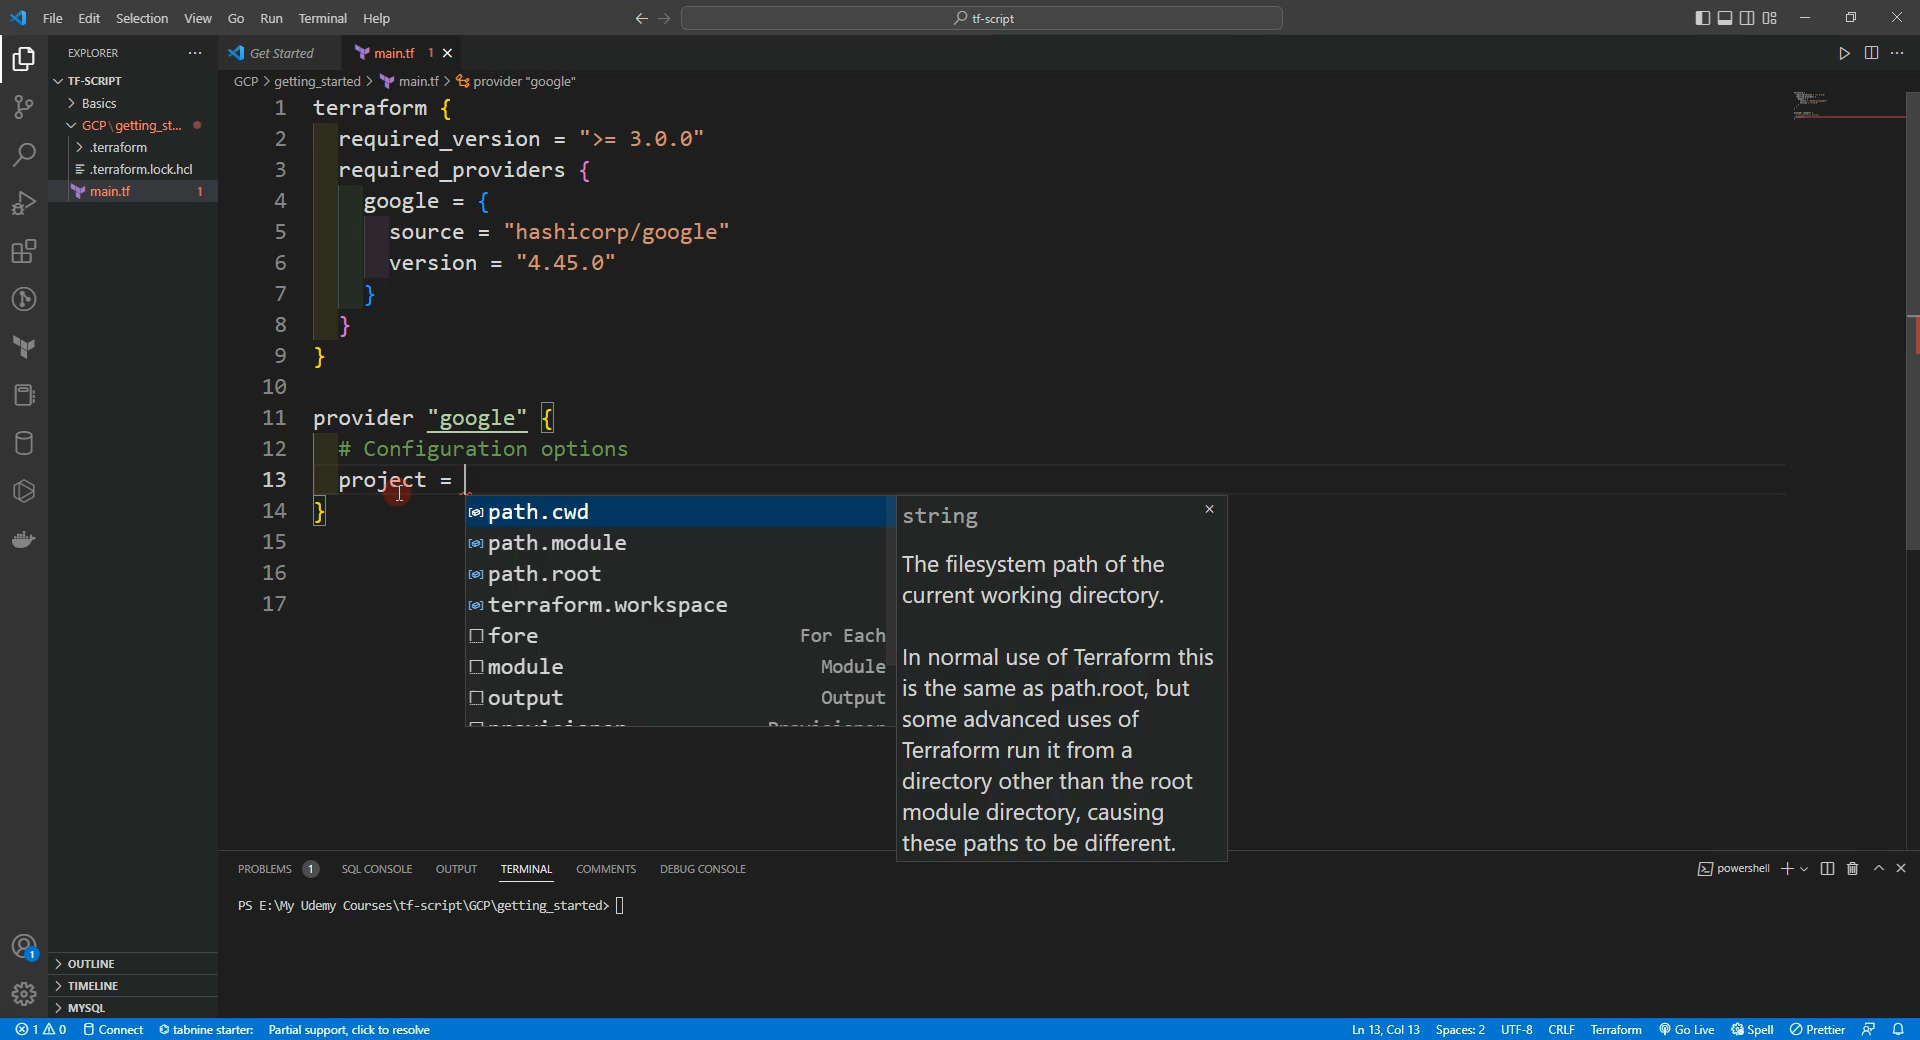 File Edit Selection View Go Run Terminal Help
tf-script
EXPLORER
Get Started
main.tf 1
TF-SCRIPT
GCP > getting_started > main.tf > provider "google"
Basics
GCP\getting_st...
.terraform
.terraform.lock.hcl
main.tf 1
1 terraform {
2 required_version = ">= 3.0.0"
3 required_providers {
4 google = {
5 source = "hashicorp/google"
6 version = "4.45.0"
7 }
8 }
9 }
10
11 provider "google" {
12 # Configuration options
13 project =
14 }
15
16
17
path.cwd
path.module
path.root
terraform.workspace
fore For Each
module Module
output Output
string
The filesystem path of the
current working directory.
In normal use of Terraform this
is the same as path.root, but
some advanced uses of
Terraform run it from a
directory other than the root
module directory, causing
these paths to be different.
PROBLEMS 1 SQL CONSOLE OUTPUT TERMINAL COMMENTS DEBUG CONSOLE
powershell
PS E:\My Udemy Courses\tf-script\GCP\getting_started>
1
OUTLINE
TIMELINE
MYSQL
1 0 Connect tabnine starter: Partial support, click to resolve
Ln 13, Col 13 Spaces: 2 UTF-8 CRLF Terraform Go Live Spell Prettier